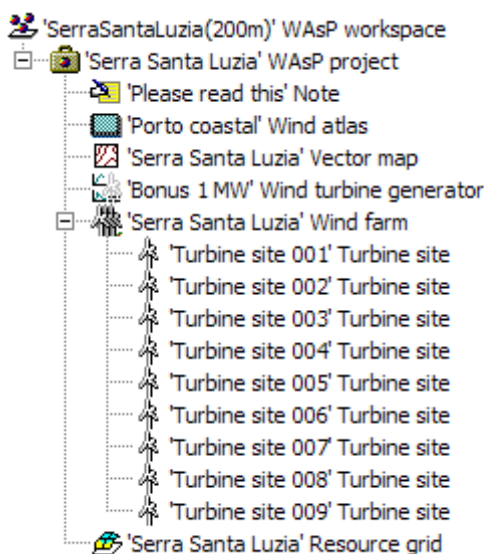 'SerraSantaLuzia(200m)' WAsP workspace
'Serra Santa Luzia' WAsP project
'Please read this' Note
'Porto coastal' Wind atlas
'Serra Santa Luzia' Vector map
'Bonus 1 MW' Wind turbine generator
'Serra Santa Luzia' Wind farm
'Turbine site 001' Turbine site
'Turbine site 002' Turbine site
'Turbine site 003' Turbine site
'Turbine site 004' Turbine site
'Turbine site 005' Turbine site
'Turbine site 006' Turbine site
'Turbine site 007' Turbine site
'Turbine site 008' Turbine site
'Turbine site 009' Turbine site
'Serra Santa Luzia' Resource grid